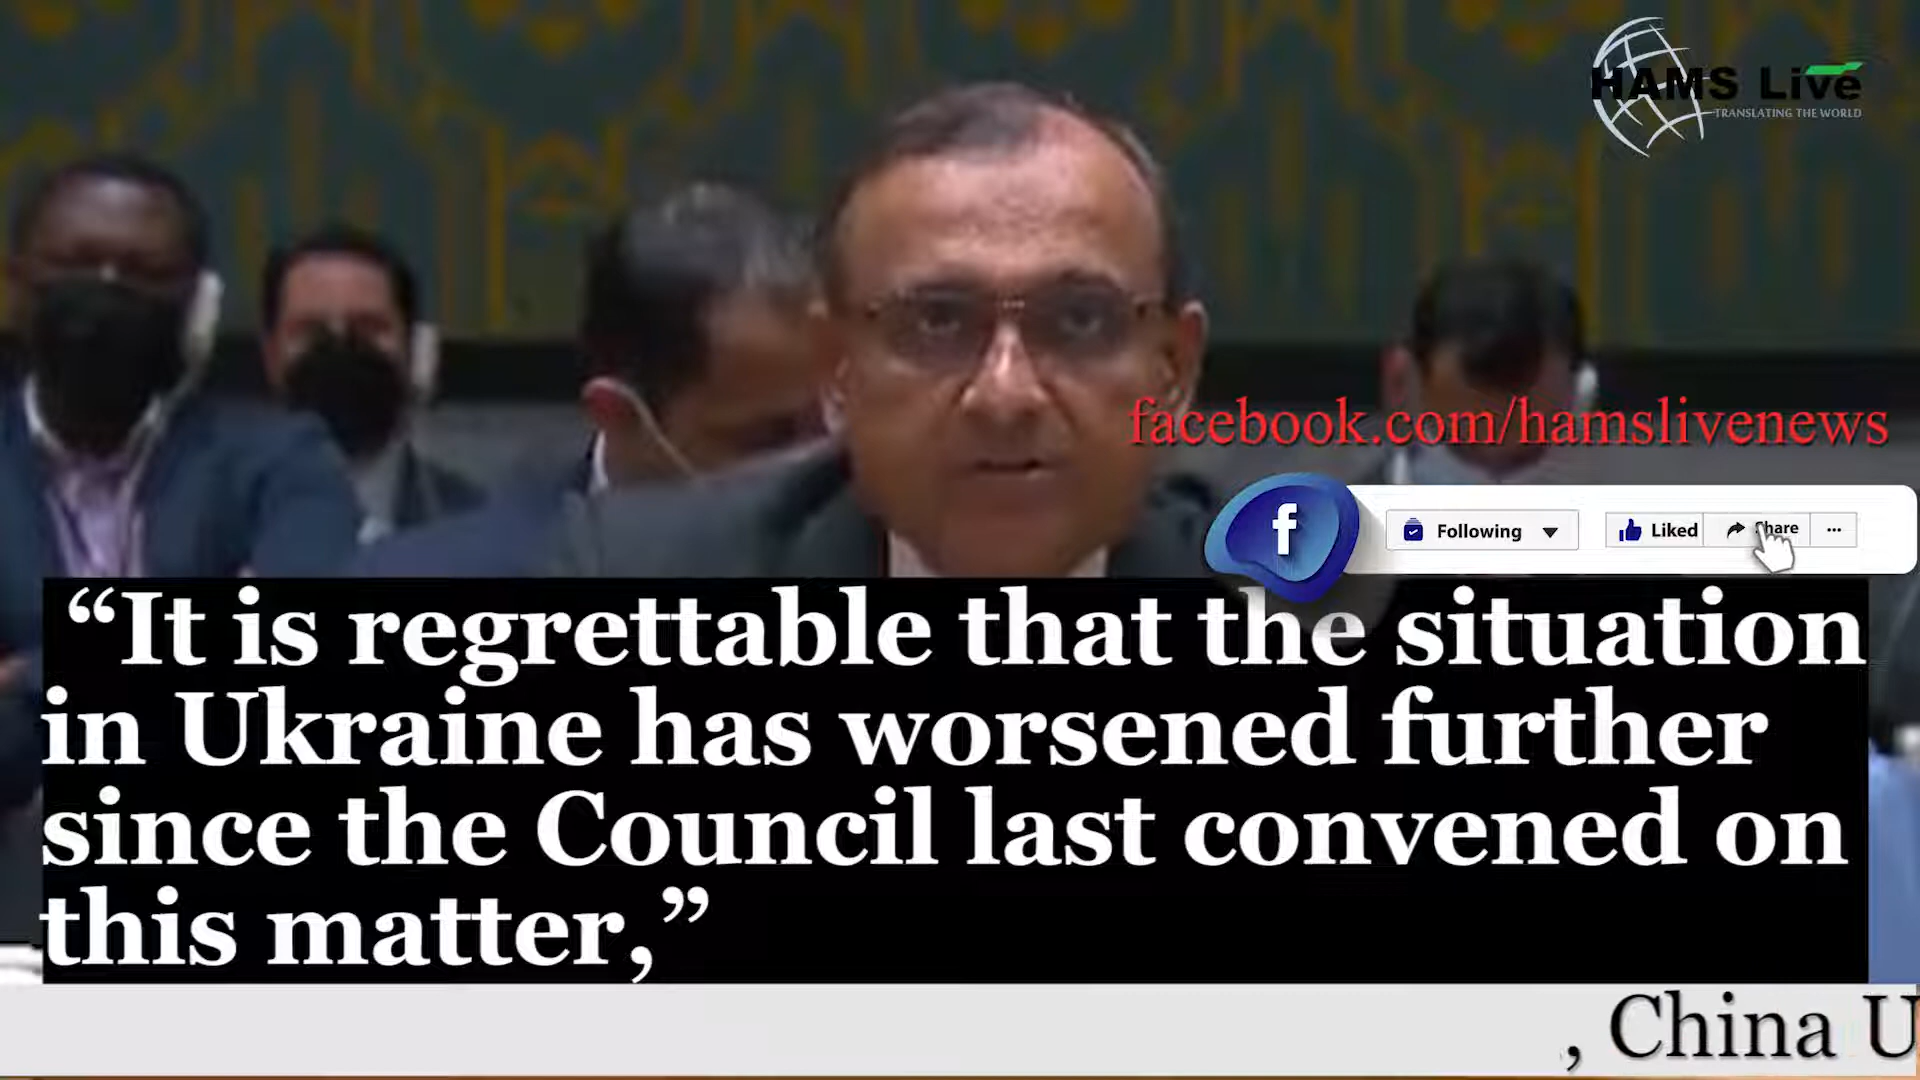 HAMS Live
TRANSLATING THE WORLD
facebook.com/hamslivenews
f
Following
Liked
Share
“It is regrettable that the situation
in Ukraine has worsened further
since the Council last convened on
this matter,”
, China U